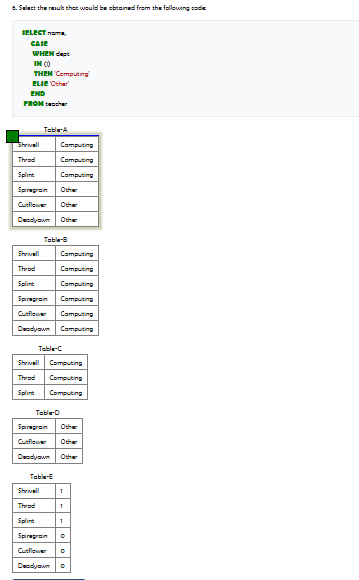 6. Select the result that would be obtained from the following code:
SELECT name,
CASE
WHEN dept
IN (1)
THEN 'Computing'
ELSE 'Other'
END
FROM teacher
Table-A
Shrivell Computing
Throd Computing
Splint Computing
Spiregrain Other
Cutflower Other
Deadyawn Other
Table-B
Shrivell Computing
Throd Computing
Splint Computing
Spiregrain Computing
Cutflower Computing
Deadyawn Computing
Table-C
Shrivell Computing
Throd Computing
Splint Computing
Table-D
Spiregrain Other
Cutflower Other
Deadyawn Other
Table-E
Shrivell 1
Throd 1
Splint 1
Spiregrain 0
Cutflower 0
Deadyawn 0